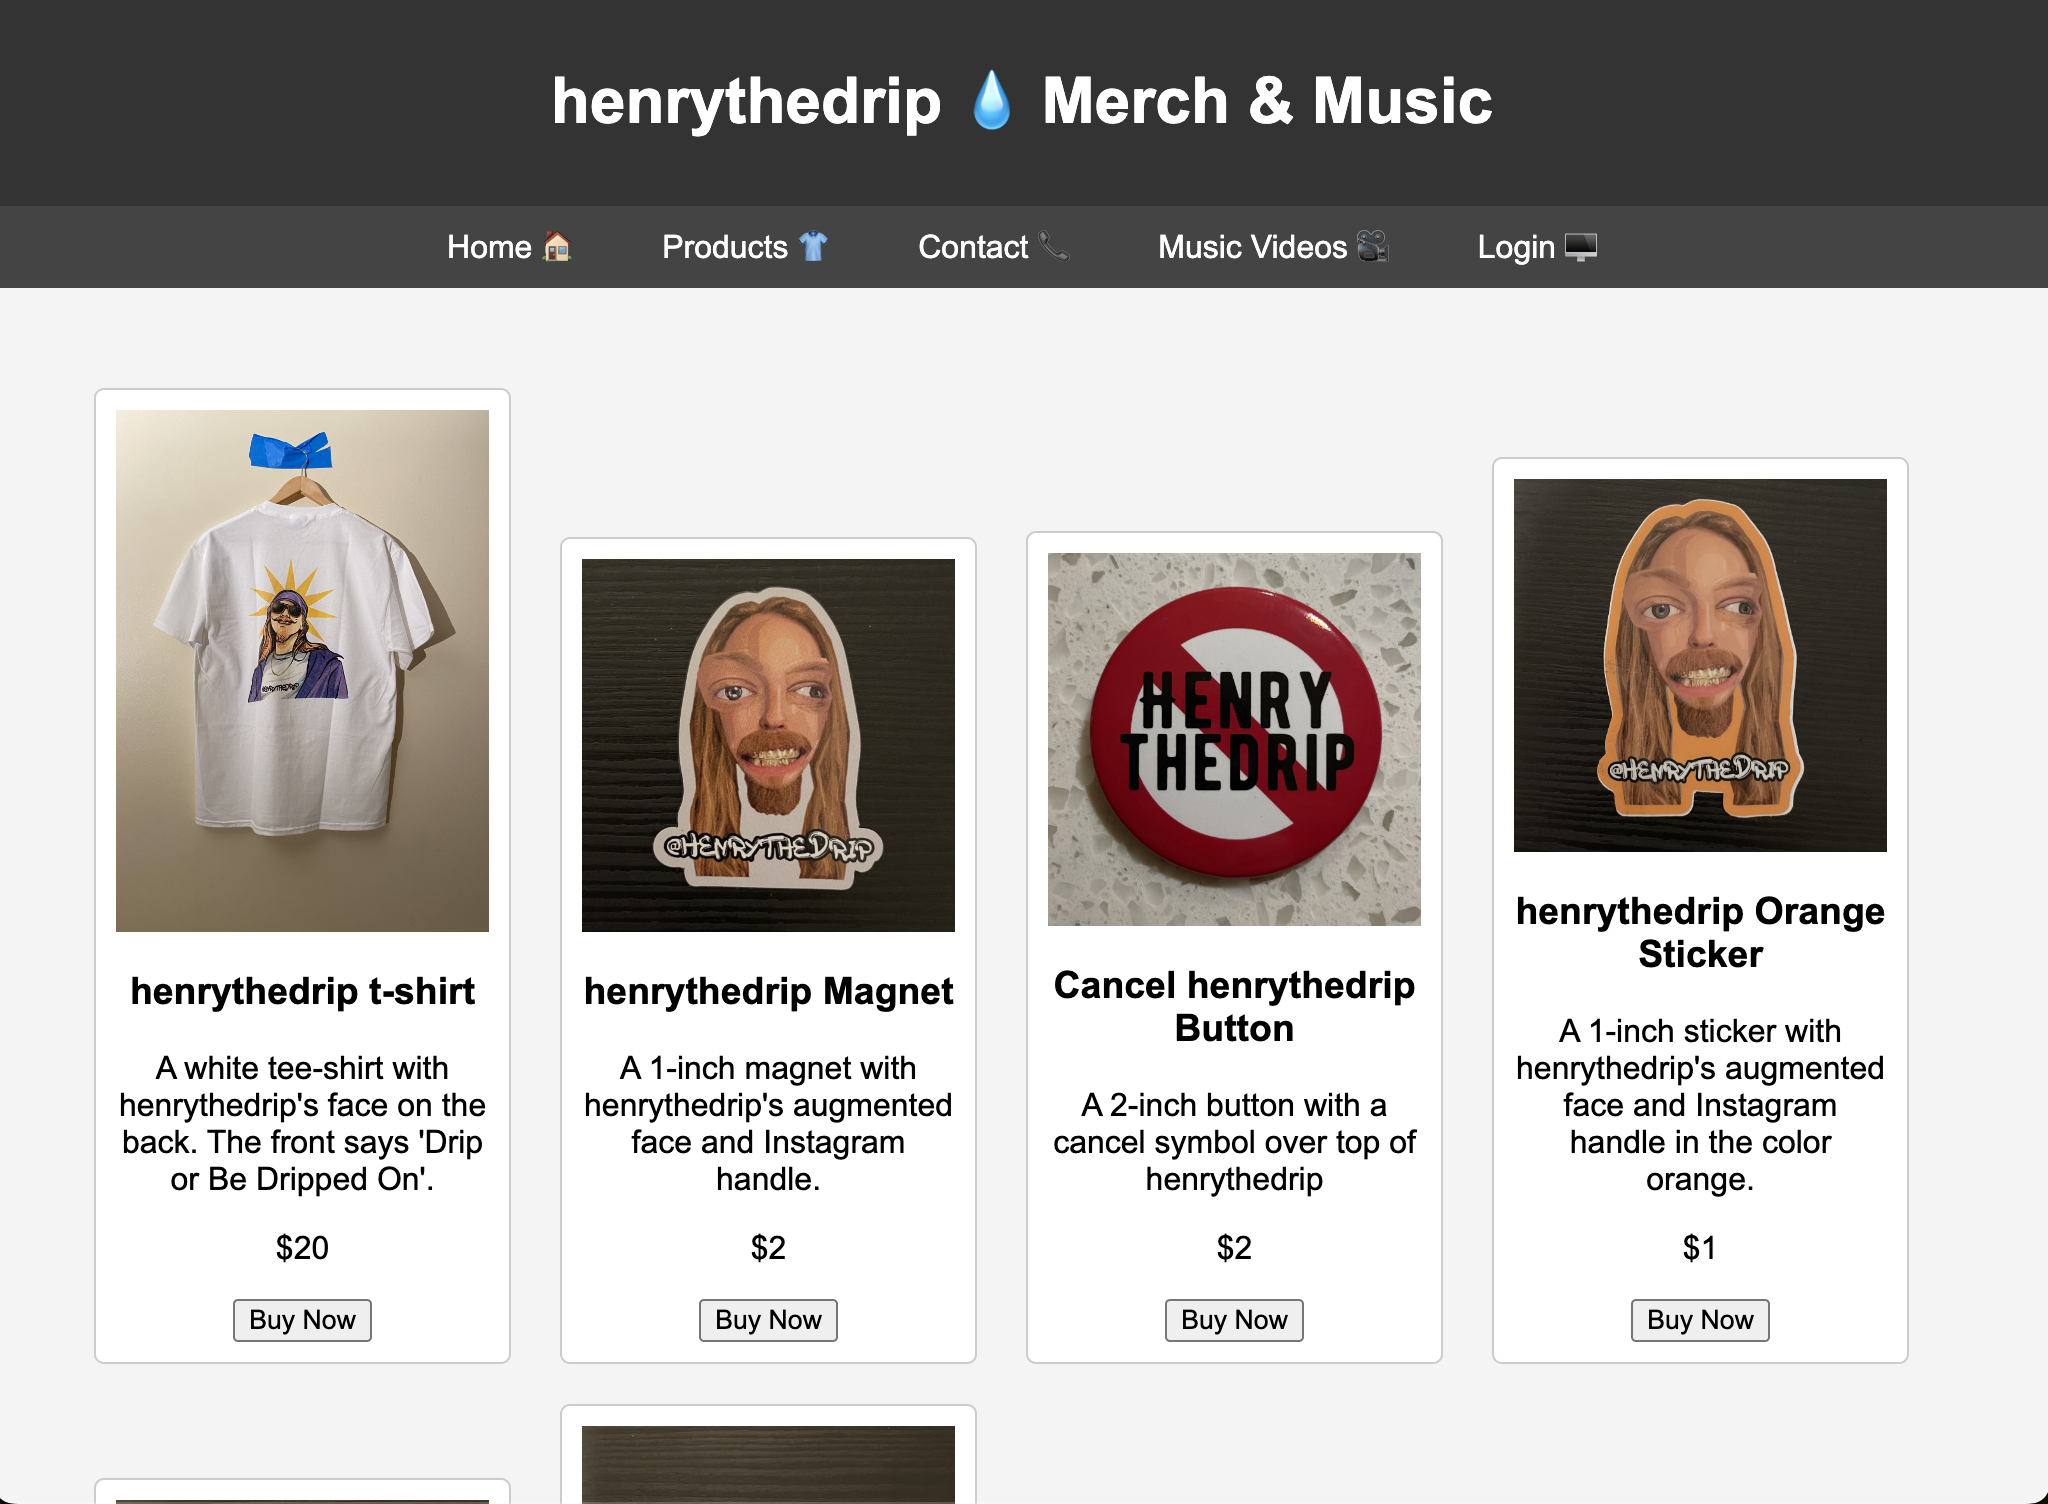 henrythedrip 💧 Merch & Music
Home 🏠
Products 👕
Contact 📞
Music Videos 🎥
Login 🖥️
henrythedrip t-shirt
A white tee-shirt with
henrythedrip's face on the
back. The front says 'Drip
or Be Dripped On'.
$20
Buy Now
@HENRYTHEDRIP
henrythedrip Magnet
A 1-inch magnet with
henrythedrip's augmented
face and Instagram
handle.
$2
Buy Now
HENRY
THEDRIP
Cancel henrythedrip
Button
A 2-inch button with a
cancel symbol over top of
henrythedrip
$2
Buy Now
@HENRYTHEDRIP
henrythedrip Orange
Sticker
A 1-inch sticker with
henrythedrip's augmented
face and Instagram
handle in the color
orange.
$1
Buy Now